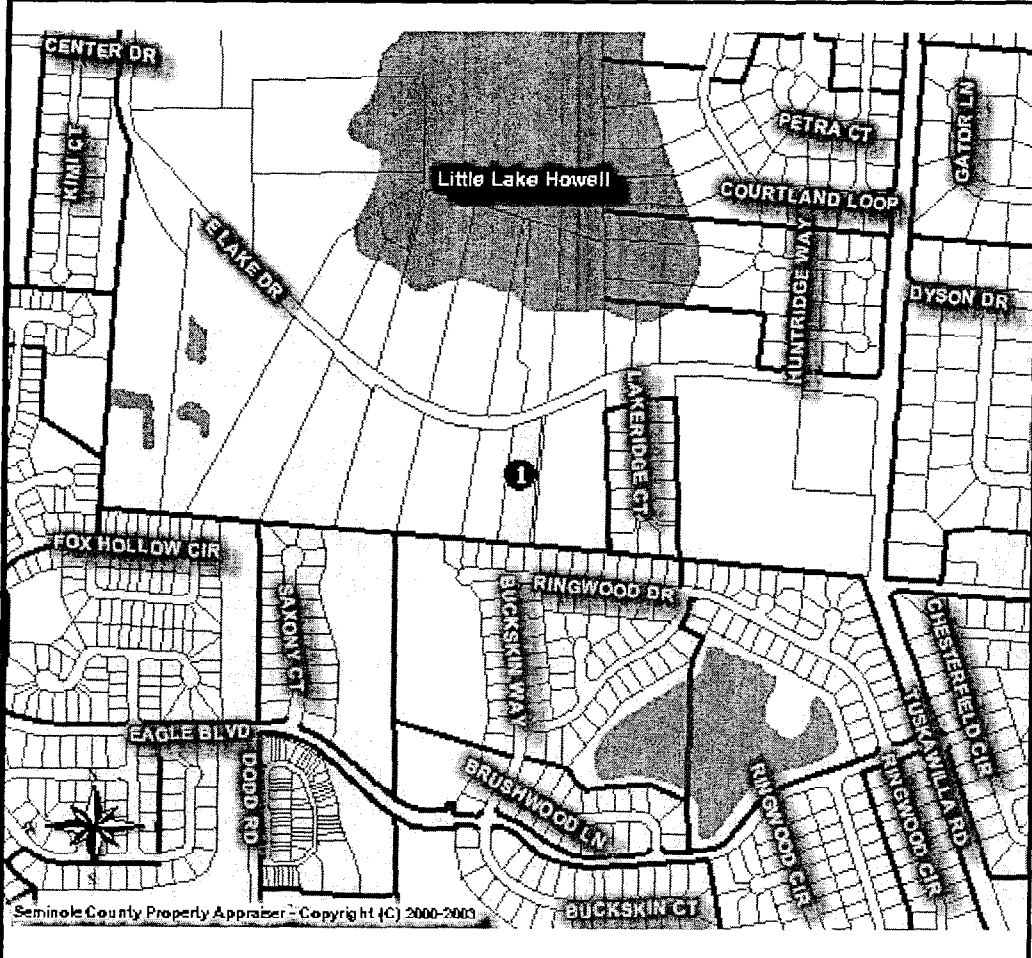 CENTER DR
KIMI CT
E LAKE DR
Little Lake Howell
PETRA CT
GATOR LN
COURTLAND LOOP
HUNTRIDGE WAY
DYSON DR
LAKERIDGE CT
1
FOX HOLLOW CIR
SAXONY CT
BUCKSKIN WAY
RINGWOOD DR
CHESTERFIELD CIR
TUSKAWILLA RD
EAGLE BLVD
DODD RD
BRUSHWOOD LN
RINGWOOD CIR
RINGWOOD CIR
BUCKSKIN CT
Seminole County Property Appraiser - Copyright (C) 2000-2003